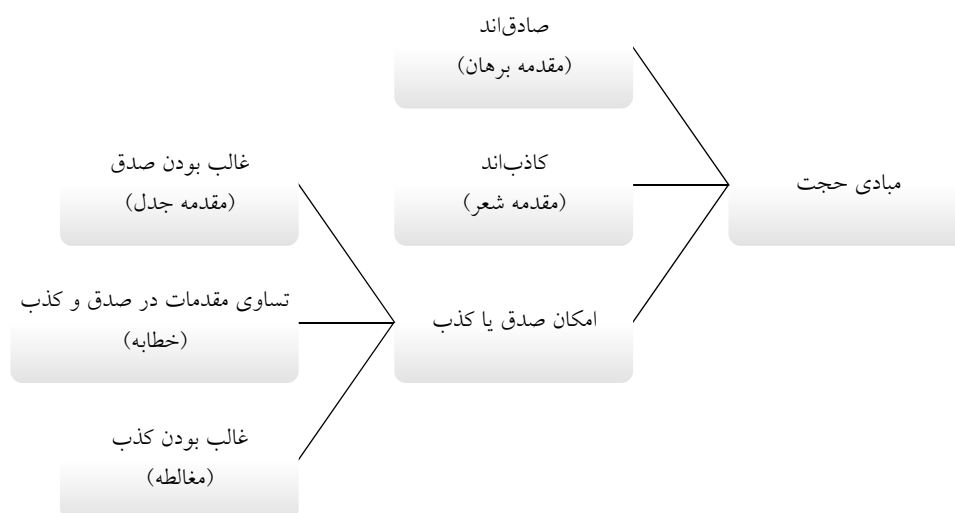 مبادی حجت
صادق‌اند
(مقدمه برهان)
کاذب‌اند
(مقدمه شعر)
امکان صدق یا کذب
غالب بودن صدق
(مقدمه جدل)
تساوی مقدمات در صدق و کذب
(خطابه)
غالب بودن کذب
(مغالطه)